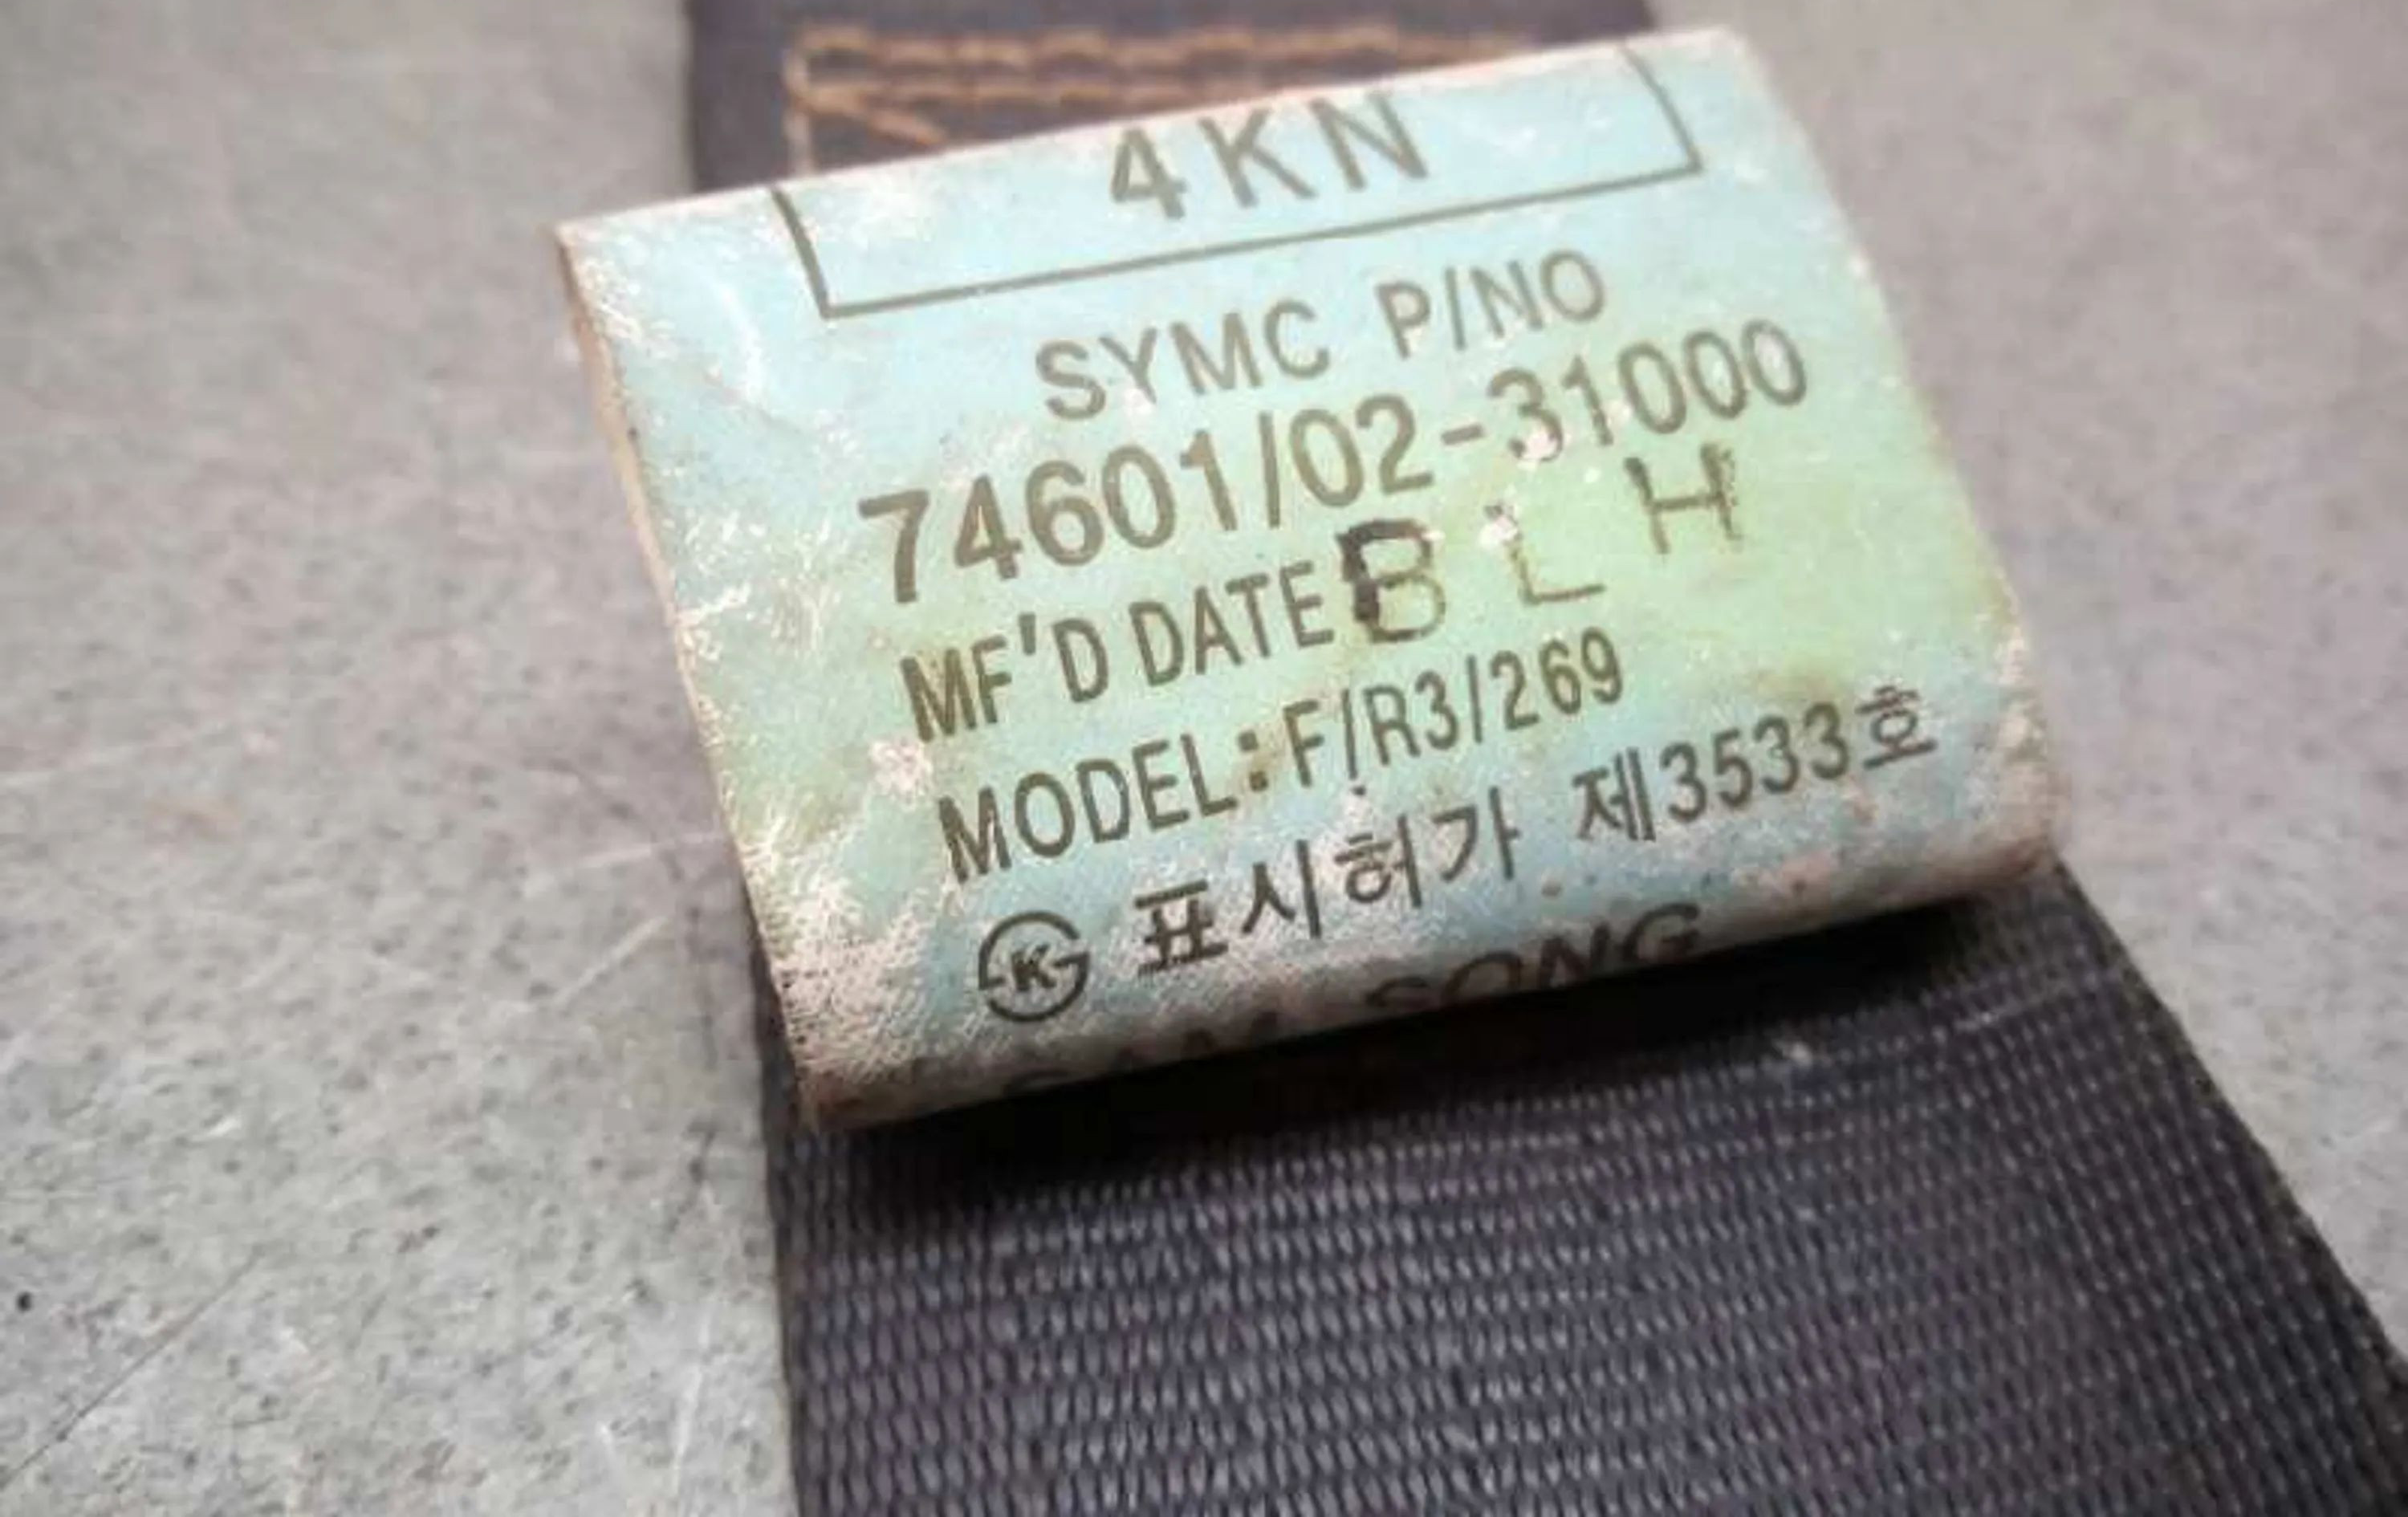 4KN
SYMC P/NO
74601/02-31000
MF'D DATE B L H
MODEL: F/R3/269
K 표시허가 제3533호
SONG